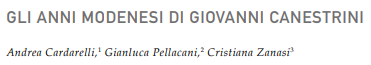 GLI ANNI MODENESI DI GIOVANNI CANESTRINI
Andrea Cardarelli,¹ Gianluca Pellacani,² Cristiana Zanasi³